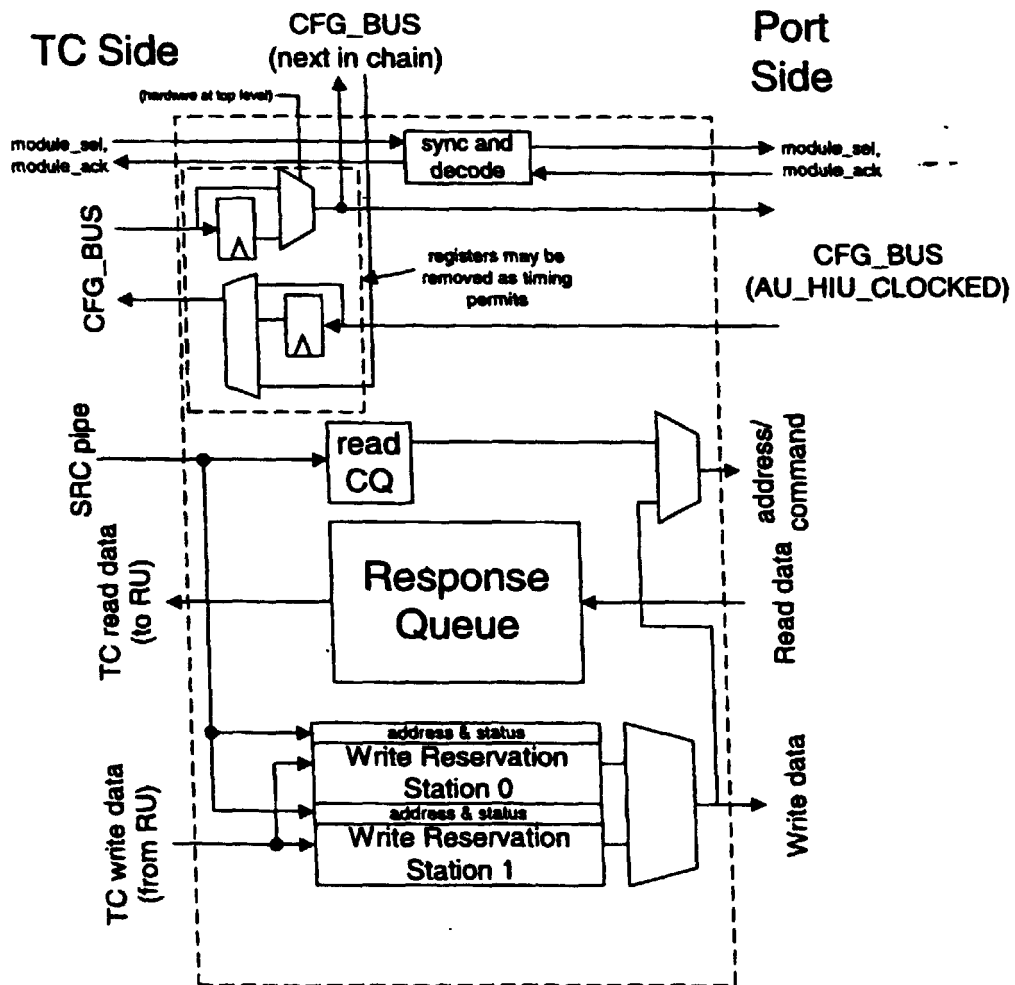 TC Side
CFG_BUS
(next in chain)
Port
Side
(hardware at top level)
module_sel,
module_ack
sync and
decode
module_sel,
module_ack
CFG_BUS
registers may be
removed as timing
permits
CFG_BUS
(AU_HIU_CLOCKED)
SRC pipe
read
CQ
address/
command
TC read data
(to RU)
Response
Queue
Read data
address & status
Write Reservation
Station 0
address & status
Write Reservation
Station 1
TC write data
(from RU)
Write data